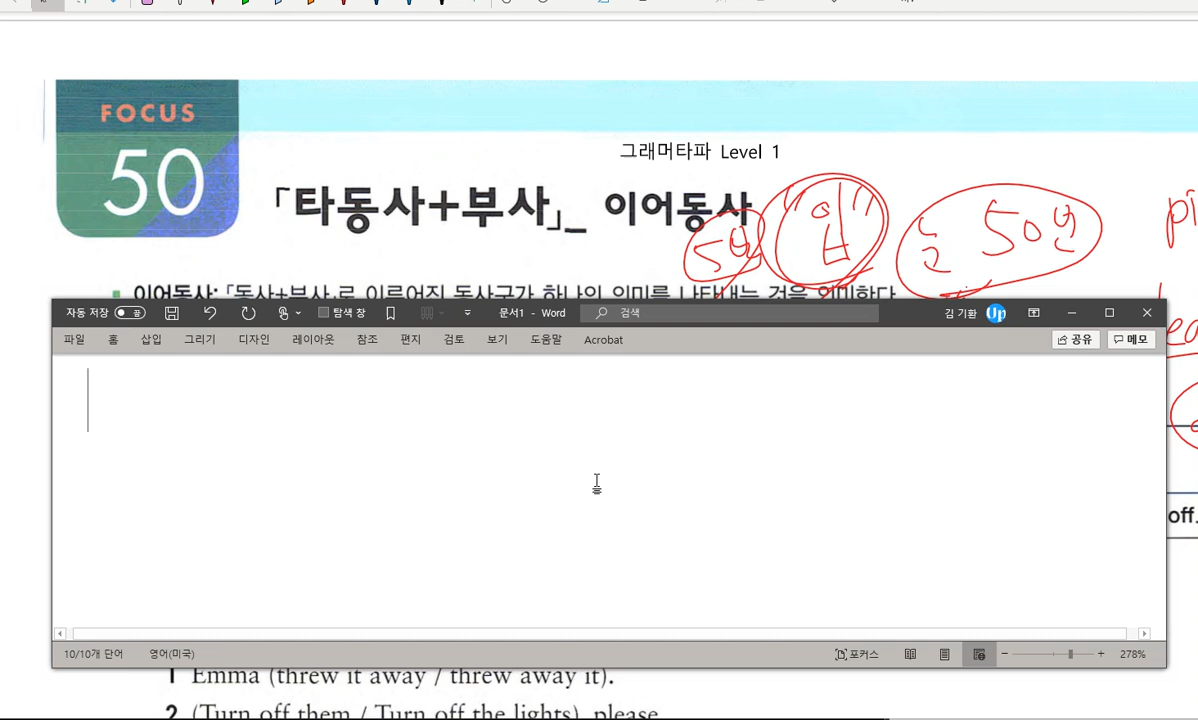 FOCUS
50
그래머타파 Level 1
「타동사+부사」_ 이어동사
5번
"입"
눈 50번
pi
이어동사: 「동사+부사」로 이루어진 동사구가 하나의 의미를 나타내는 것을 의미한다
자동 저장 끔
탐색 창
문서1 - Word
검색
김 기환
Up
파일 홈 삽입 그리기 디자인 레이아웃 참조 편지 검토 보기 도움말 Acrobat
공유
메모
ea
off.
10/10개 단어 영어(미국)
포커스
278%
1 Emma (threw it away / threw away it).
2 (Turn off them / Turn off the lights), please